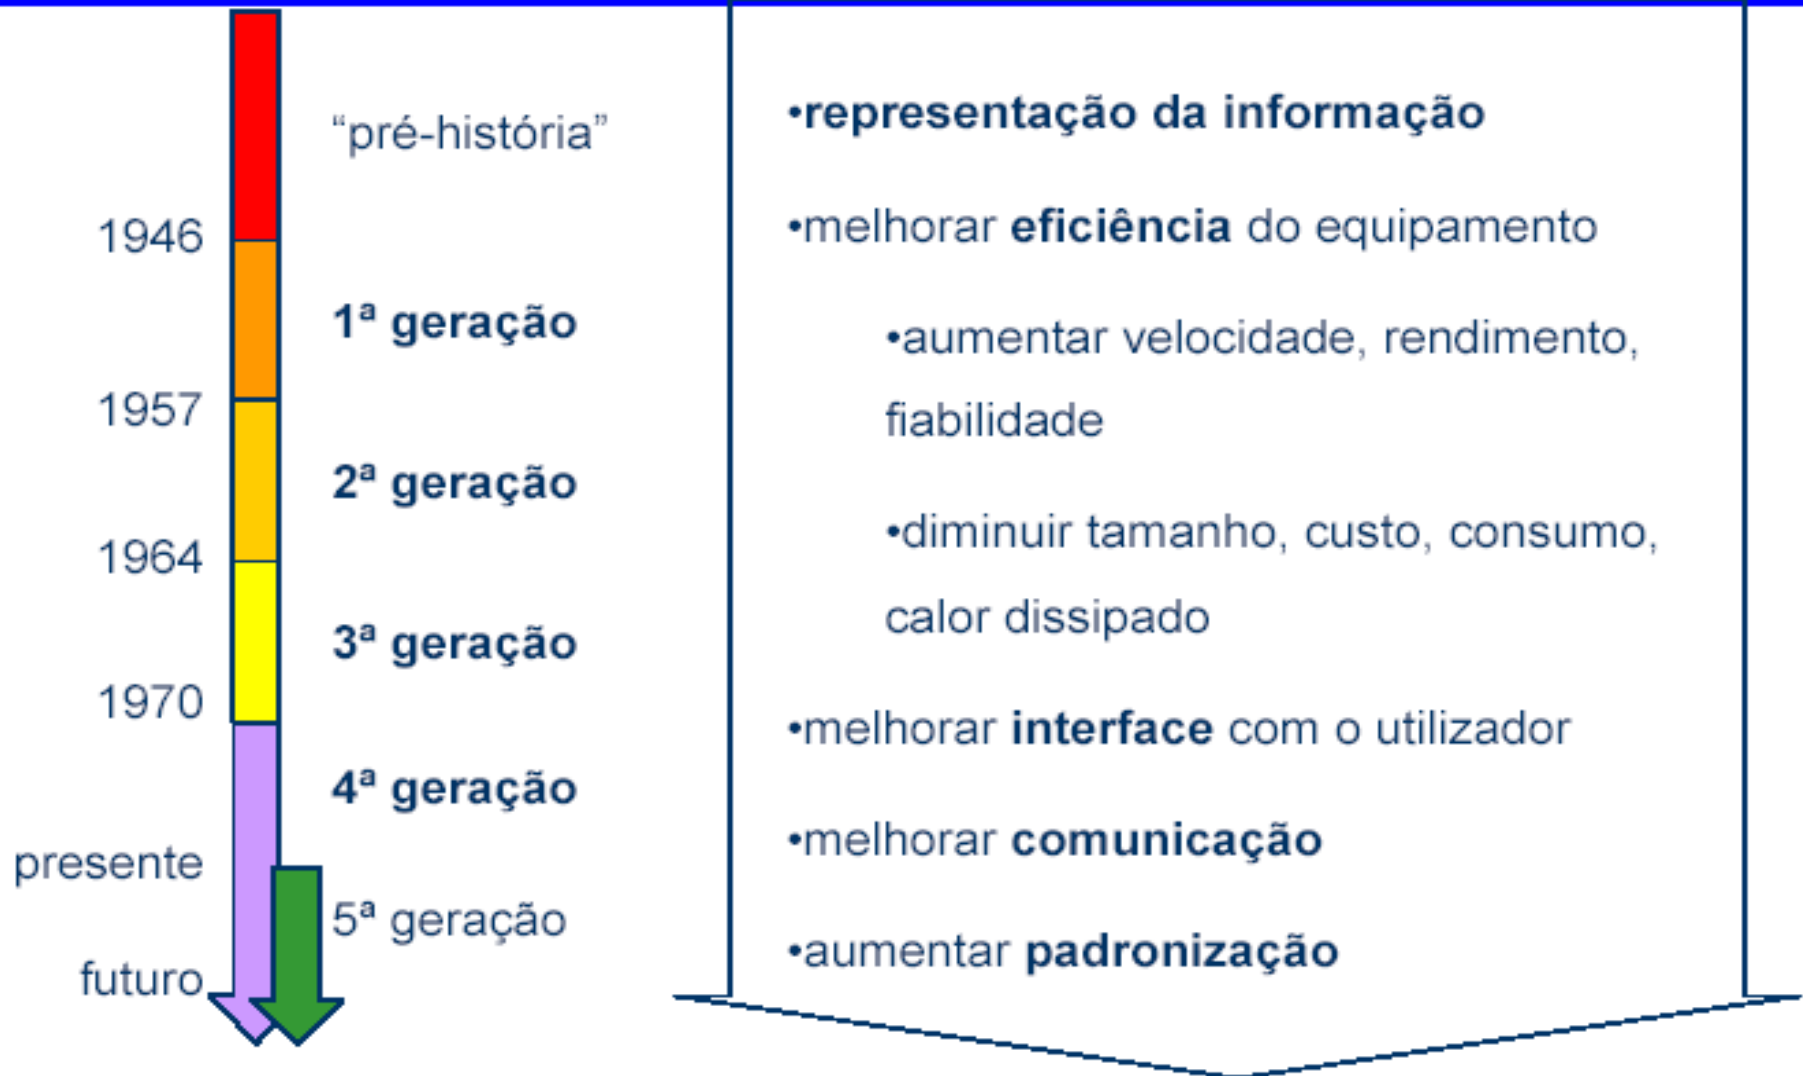 "pré-história"
1946
1ª geração
1957
2ª geração
1964
3ª geração
1970
4ª geração
presente
5ª geração
futuro
•representação da informação
•melhorar eficiência do equipamento
•aumentar velocidade, rendimento,
fiabilidade
•diminuir tamanho, custo, consumo,
calor dissipado
•melhorar interface com o utilizador
•melhorar comunicação
•aumentar padronização